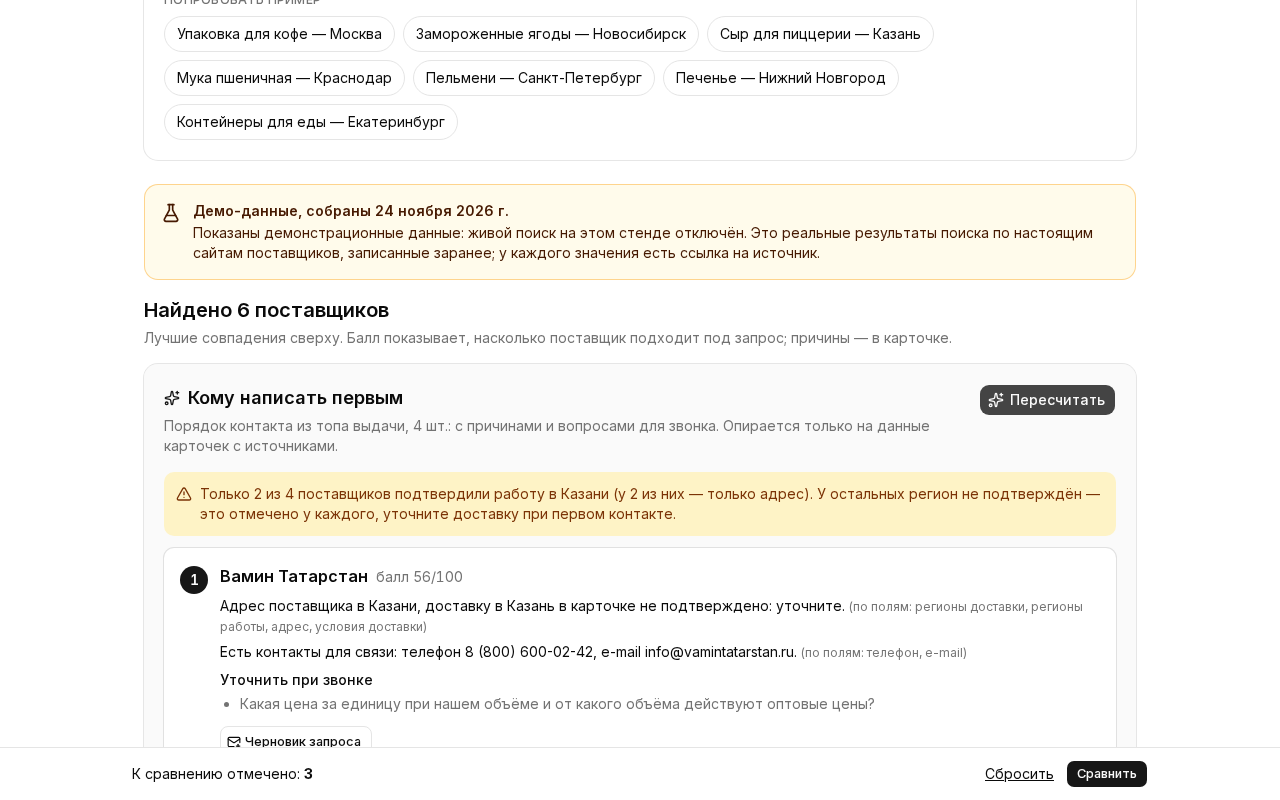 ПОПРОБОВАТЬ ПРИМЕР
Упаковка для кофе — Москва
Замороженные ягоды — Новосибирск
Сыр для пиццерии — Казань
Мука пшеничная — Краснодар
Пельмени — Санкт-Петербург
Печенье — Нижний Новгород
Контейнеры для еды — Екатеринбург
Демо-данные, собраны 24 ноября 2026 г.
Показаны демонстрационные данные: живой поиск на этом стенде отключён. Это реальные результаты поиска по настоящим
сайтам поставщиков, записанные заранее; у каждого значения есть ссылка на источник.
Найдено 6 поставщиков
Лучшие совпадения сверху. Балл показывает, насколько поставщик подходит под запрос; причины — в карточке.
Кому написать первым
Пересчитать
Порядок контакта из топа выдачи, 4 шт.: с причинами и вопросами для звонка. Опирается только на данные
карточек с источниками.
Только 2 из 4 поставщиков подтвердили работу в Казани (у 2 из них — только адрес). У остальных регион не подтверждён —
это отмечено у каждого, уточните доставку при первом контакте.
1
Вамин Татарстан балл 56/100
Адрес поставщика в Казани, доставку в Казань в карточке не подтверждено: уточните. (по полям: регионы доставки, регионы
работы, адрес, условия доставки)
Есть контакты для связи: телефон 8 (800) 600-02-42, e-mail info@vamintatarstan.ru. (по полям: телефон, e-mail)
Уточнить при звонке
Какая цена за единицу при нашем объёме и от какого объёма действуют оптовые цены?
Черновик запроса
К сравнению отмечено: 3
Сбросить
Сравнить